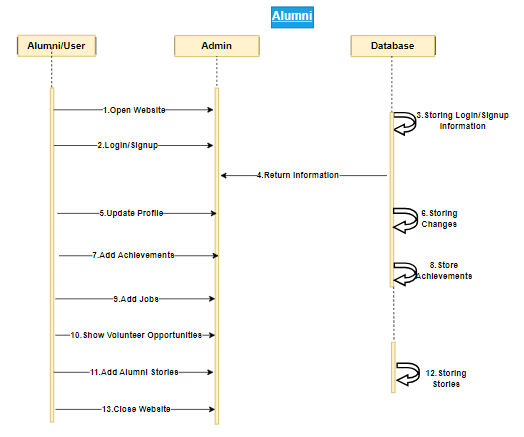 Alumni
Alumni/User
Admin
Database
1.Open Website
3.Storing Login/Signup
Information
2.Login/Signup
4.Return Information
5.Update Profile
6.Storing
Changes
7.Add Achievements
8.Store
Achievements
9.Add Jobs
10.Show Volunteer Opportunities
11.Add Alumni Stories
12.Storing
Stories
13.Close Website